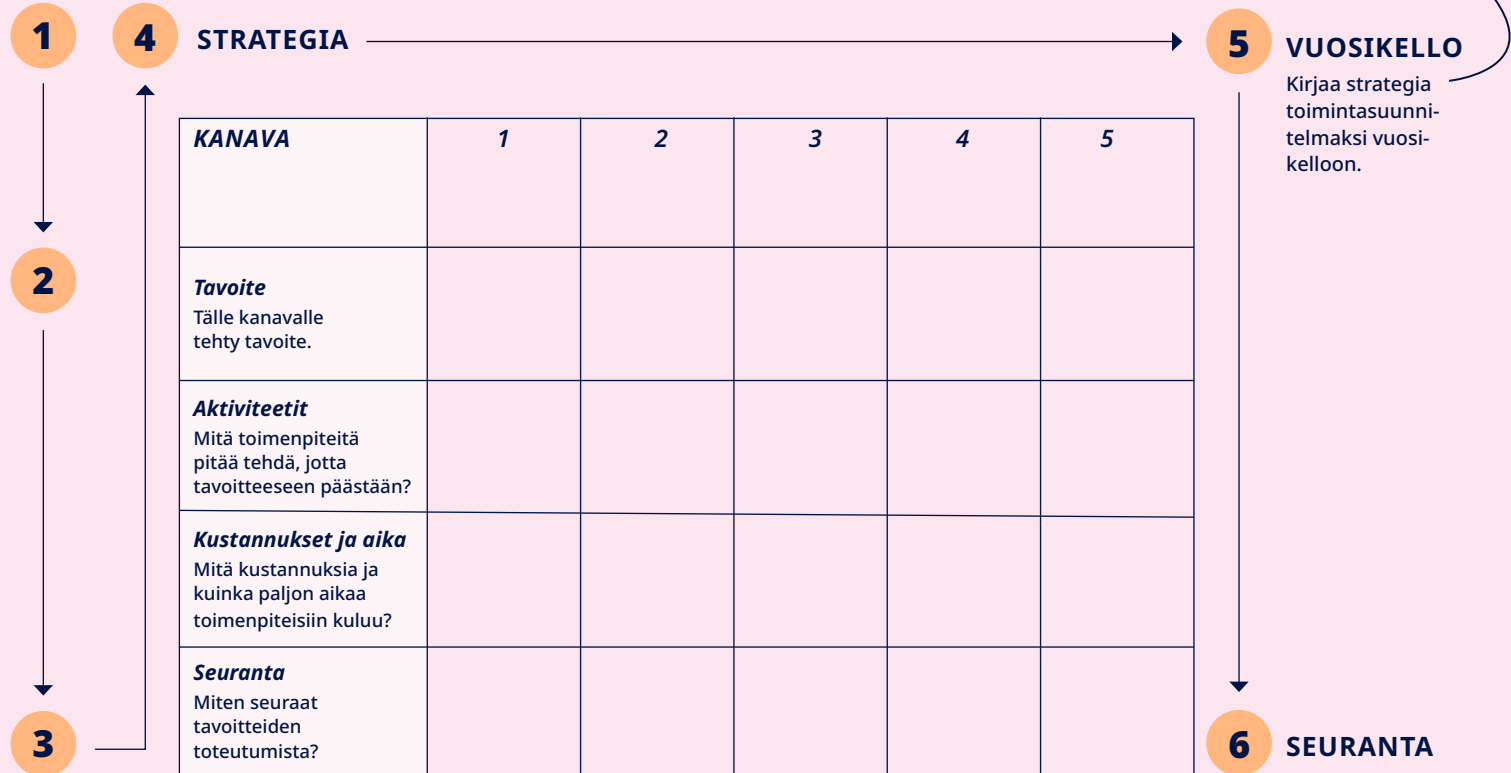 1
4 STRATEGIA
5 VUOSIKELLO
Kirjaa strategia
toimintasuunni-
telmaksi vuosi-
kelloon.
KANAVA 1 2 3 4 5
2
Tavoite
Tälle kanavalle
tehty tavoite.
Aktiviteetit
Mitä toimenpiteitä
pitää tehdä, jotta
tavoitteeseen päästään?
Kustannukset ja aika
Mitä kustannuksia ja
kuinka paljon aikaa
toimenpiteisiin kuluu?
Seuranta
Miten seuraat
tavoitteiden
toteutumista?
3
6 SEURANTA